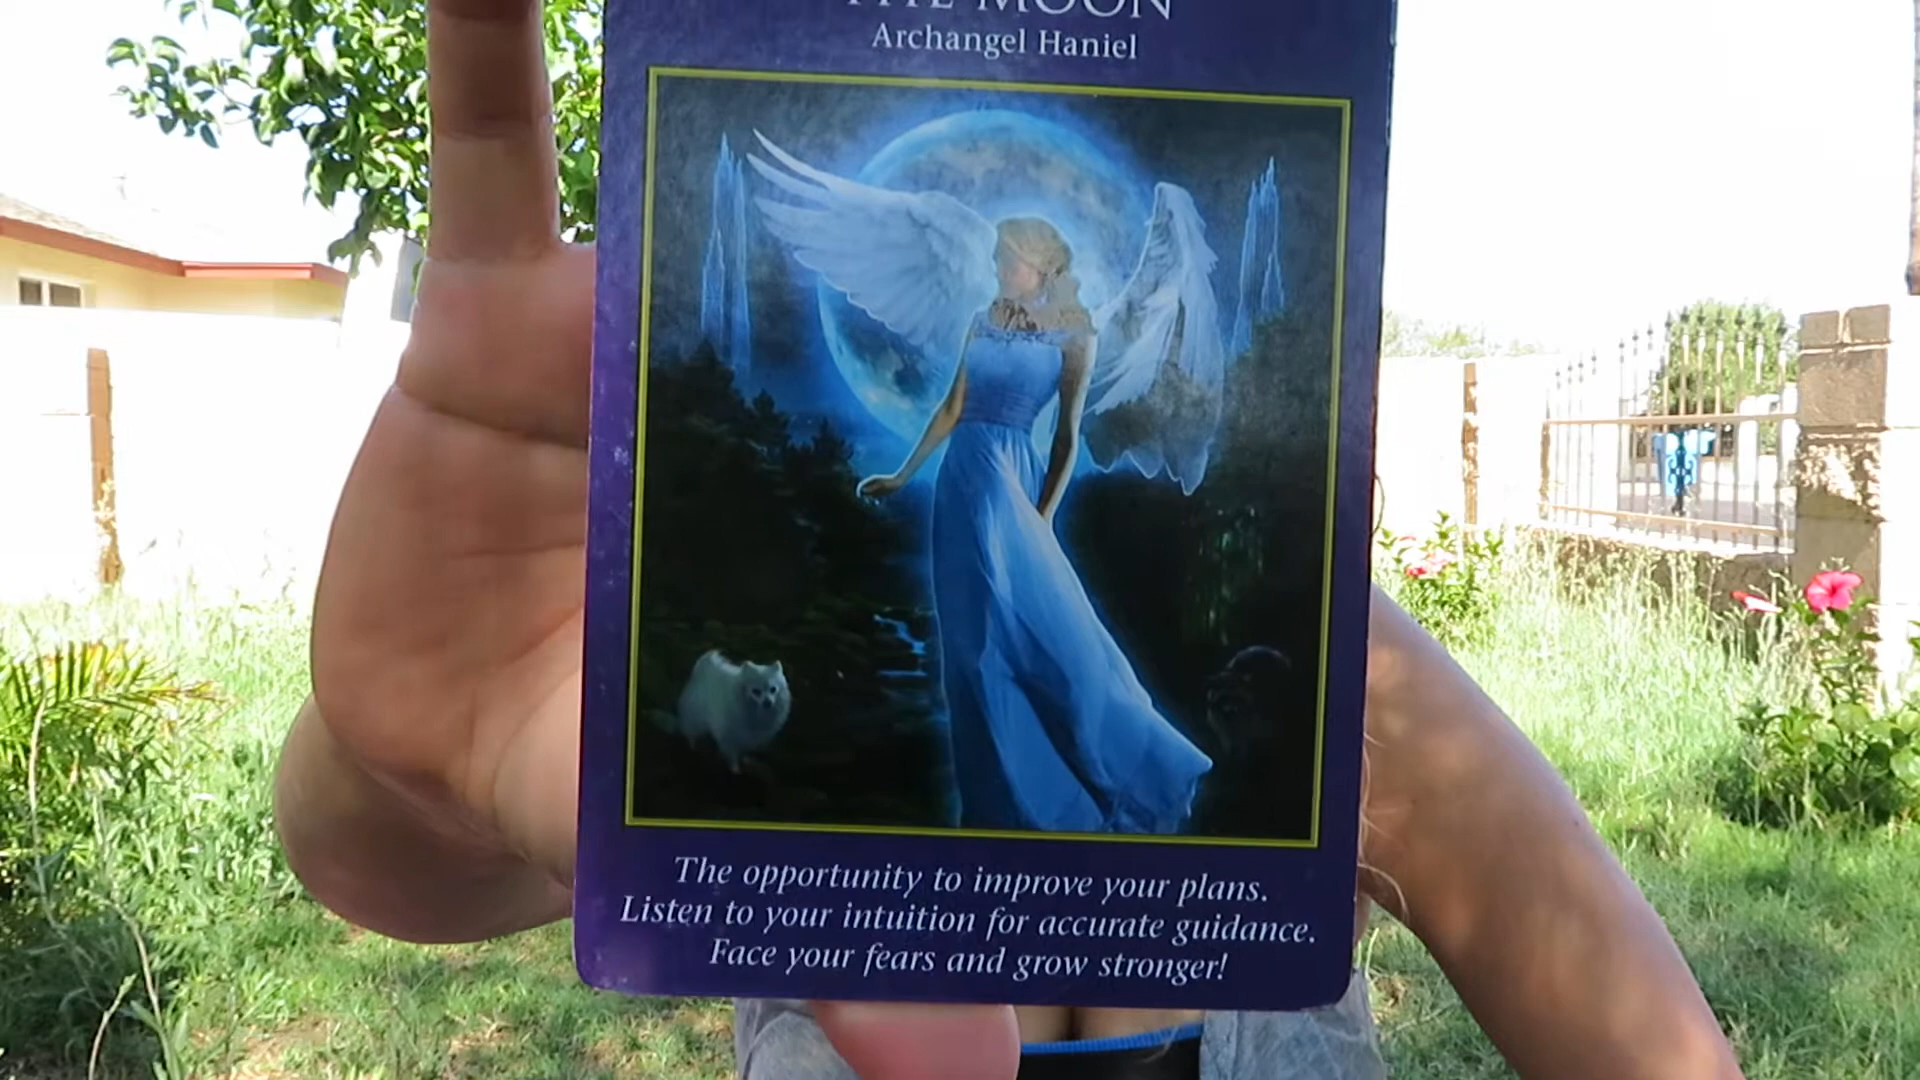 THE MOON
Archangel Haniel
The opportunity to improve your plans.
Listen to your intuition for accurate guidance.
Face your fears and grow stronger!